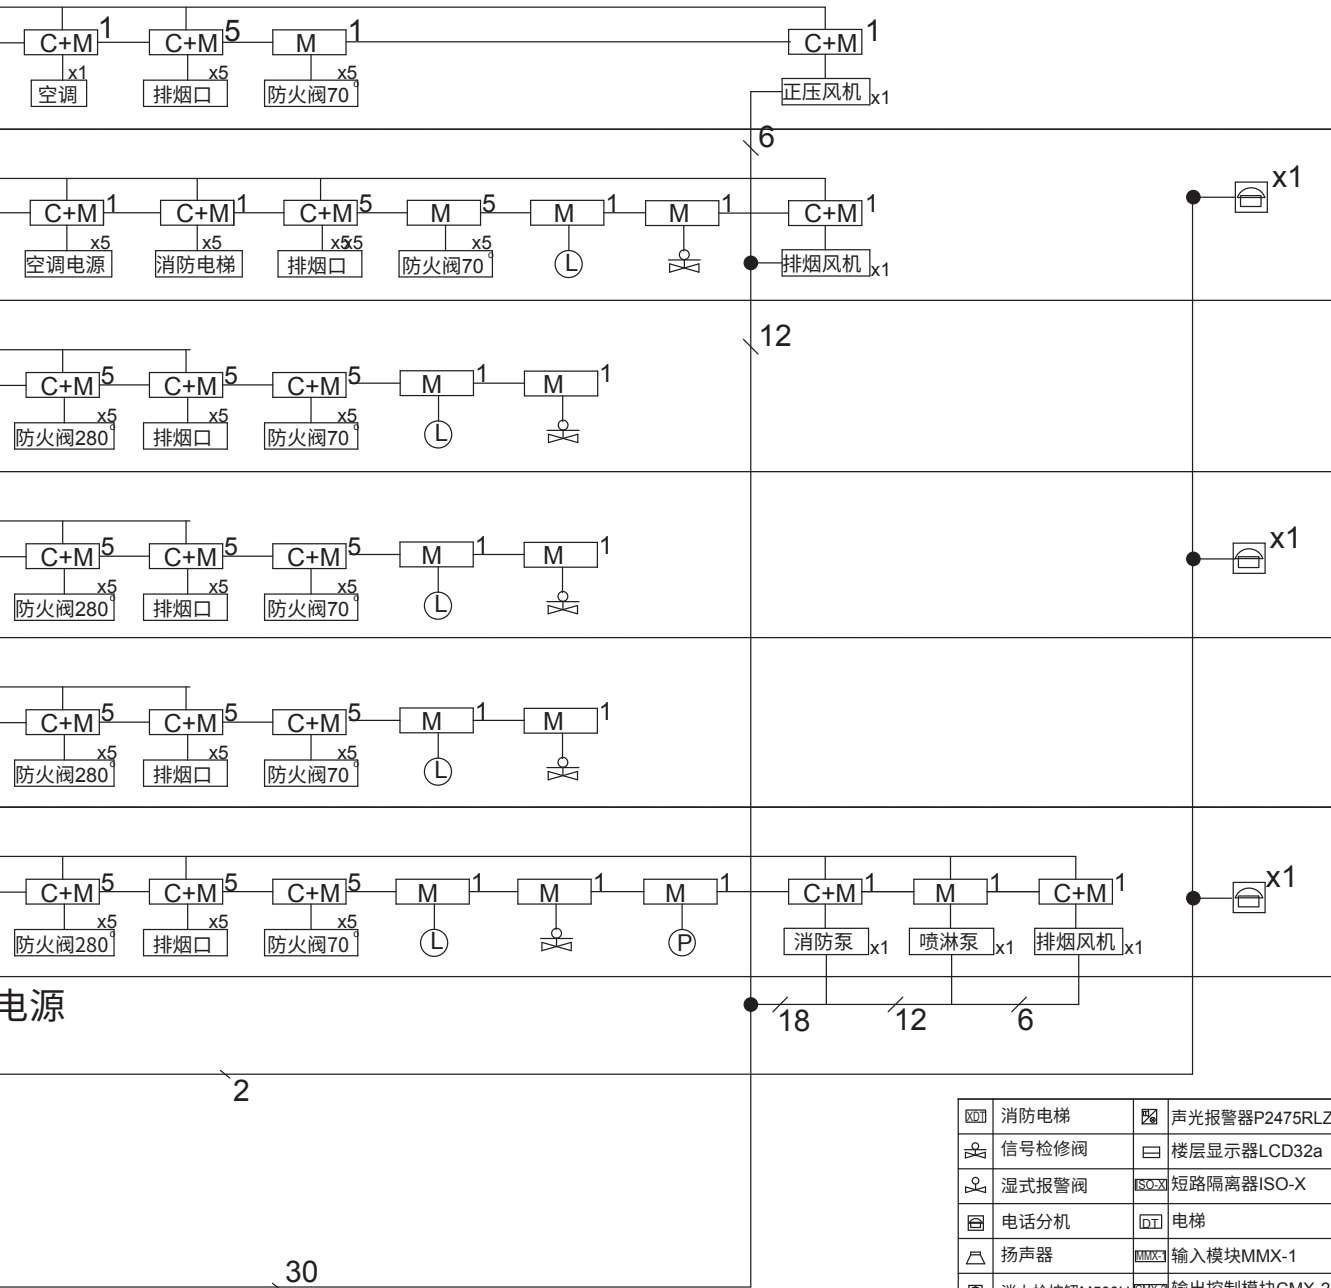 C+M 1 C+M 5 M 1 C+M 1
x1 x5 x5
空调 排烟口 防火阀70° 正压风机 x1
6
x1
C+M 1 C+M 1 C+M 5 M 5 M 1 M 1 C+M 1
x5 x5 x5x5 x5
空调电源 消防电梯 排烟口 防火阀70° L 排烟风机 x1
12
C+M 5 C+M 5 C+M 5 M 1 M 1
x5 x5 x5
防火阀280° 排烟口 防火阀70° L
x1
C+M 5 C+M 5 C+M 5 M 1 M 1
x5 x5 x5
防火阀280° 排烟口 防火阀70° L
C+M 5 C+M 5 C+M 5 M 1 M 1
x5 x5 x5
防火阀280° 排烟口 防火阀70° L
C+M 5 C+M 5 C+M 5 M 1 M 1 M 1 C+M 1 M 1 C+M 1 x1
x5 x5 x5
防火阀280° 排烟口 防火阀70° L P 消防泵 x1 喷淋泵 x1 排烟风机 x1
电源
18 12 6
2
XDT 消防电梯 声光报警器P2475RLZ
信号检修阀 楼层显示器LCD32a
湿式报警阀 ISO-X 短路隔离器ISO-X
电话分机 DT 电梯
扬声器 MMX-1 输入模块MMX-1
30